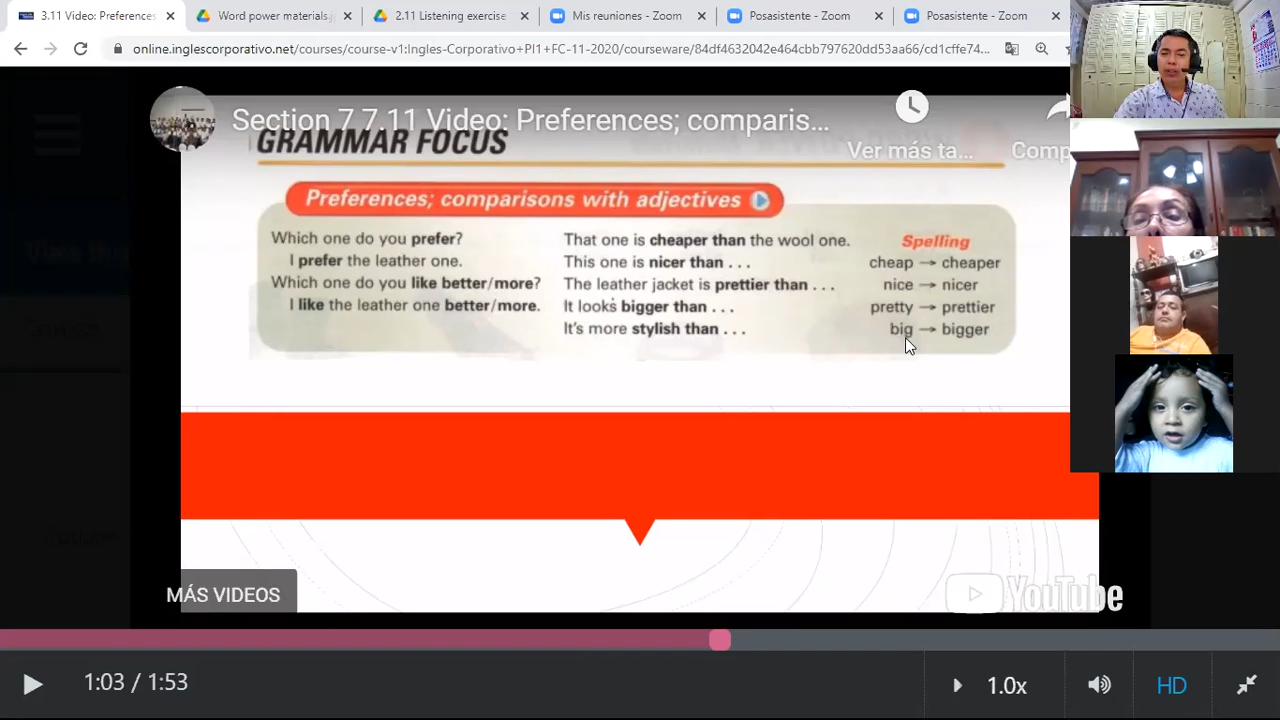 3.11 Video: Preferences
Word power materials
2.11 Listening exercise
Mis reuniones - Zoom
Posasistente - Zoom
Posasistente - Zoom
online.inglescorporativo.net/courses/course-v1:Ingles-Corporativo+PI1+FC-11-2020/courseware/84df4632042e464cbb797620dd53aa66/cd1cffe74...
Section 7 7.11 Video: Preferences; comparis...
Ver más ta...
Comp
GRAMMAR FOCUS
Preferences; comparisons with adjectives
Which one do you prefer?
I prefer the leather one.
Which one do you like better/more?
I like the leather one better/more.
That one is cheaper than the wool one.
This one is nicer than . . .
The leather jacket is prettier than . . .
It looks bigger than . . .
It's more stylish than . . .
Spelling
cheap → cheaper
nice → nicer
pretty → prettier
big → bigger
MÁS VIDEOS
YouTube
1:03 / 1:53
1.0x
HD